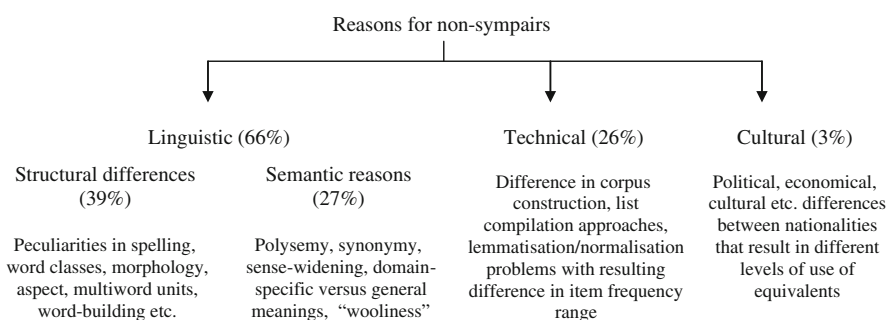 Reasons for non-sympairs
Linguistic (66%)
Technical (26%)
Cultural (3%)
Structural differences
(39%)
Peculiarities in spelling,
word classes, morphology,
aspect, multiword units,
word-building etc.
Semantic reasons
(27%)
Polysemy, synonymy,
sense-widening, domain-
specific versus general
meanings, “wooliness”
Difference in corpus
construction, list
compilation approaches,
lemmatisation/normalisation
problems with resulting
difference in item frequency
range
Political, economical,
cultural etc. differences
between nationalities
that result in different
levels of use of
equivalents